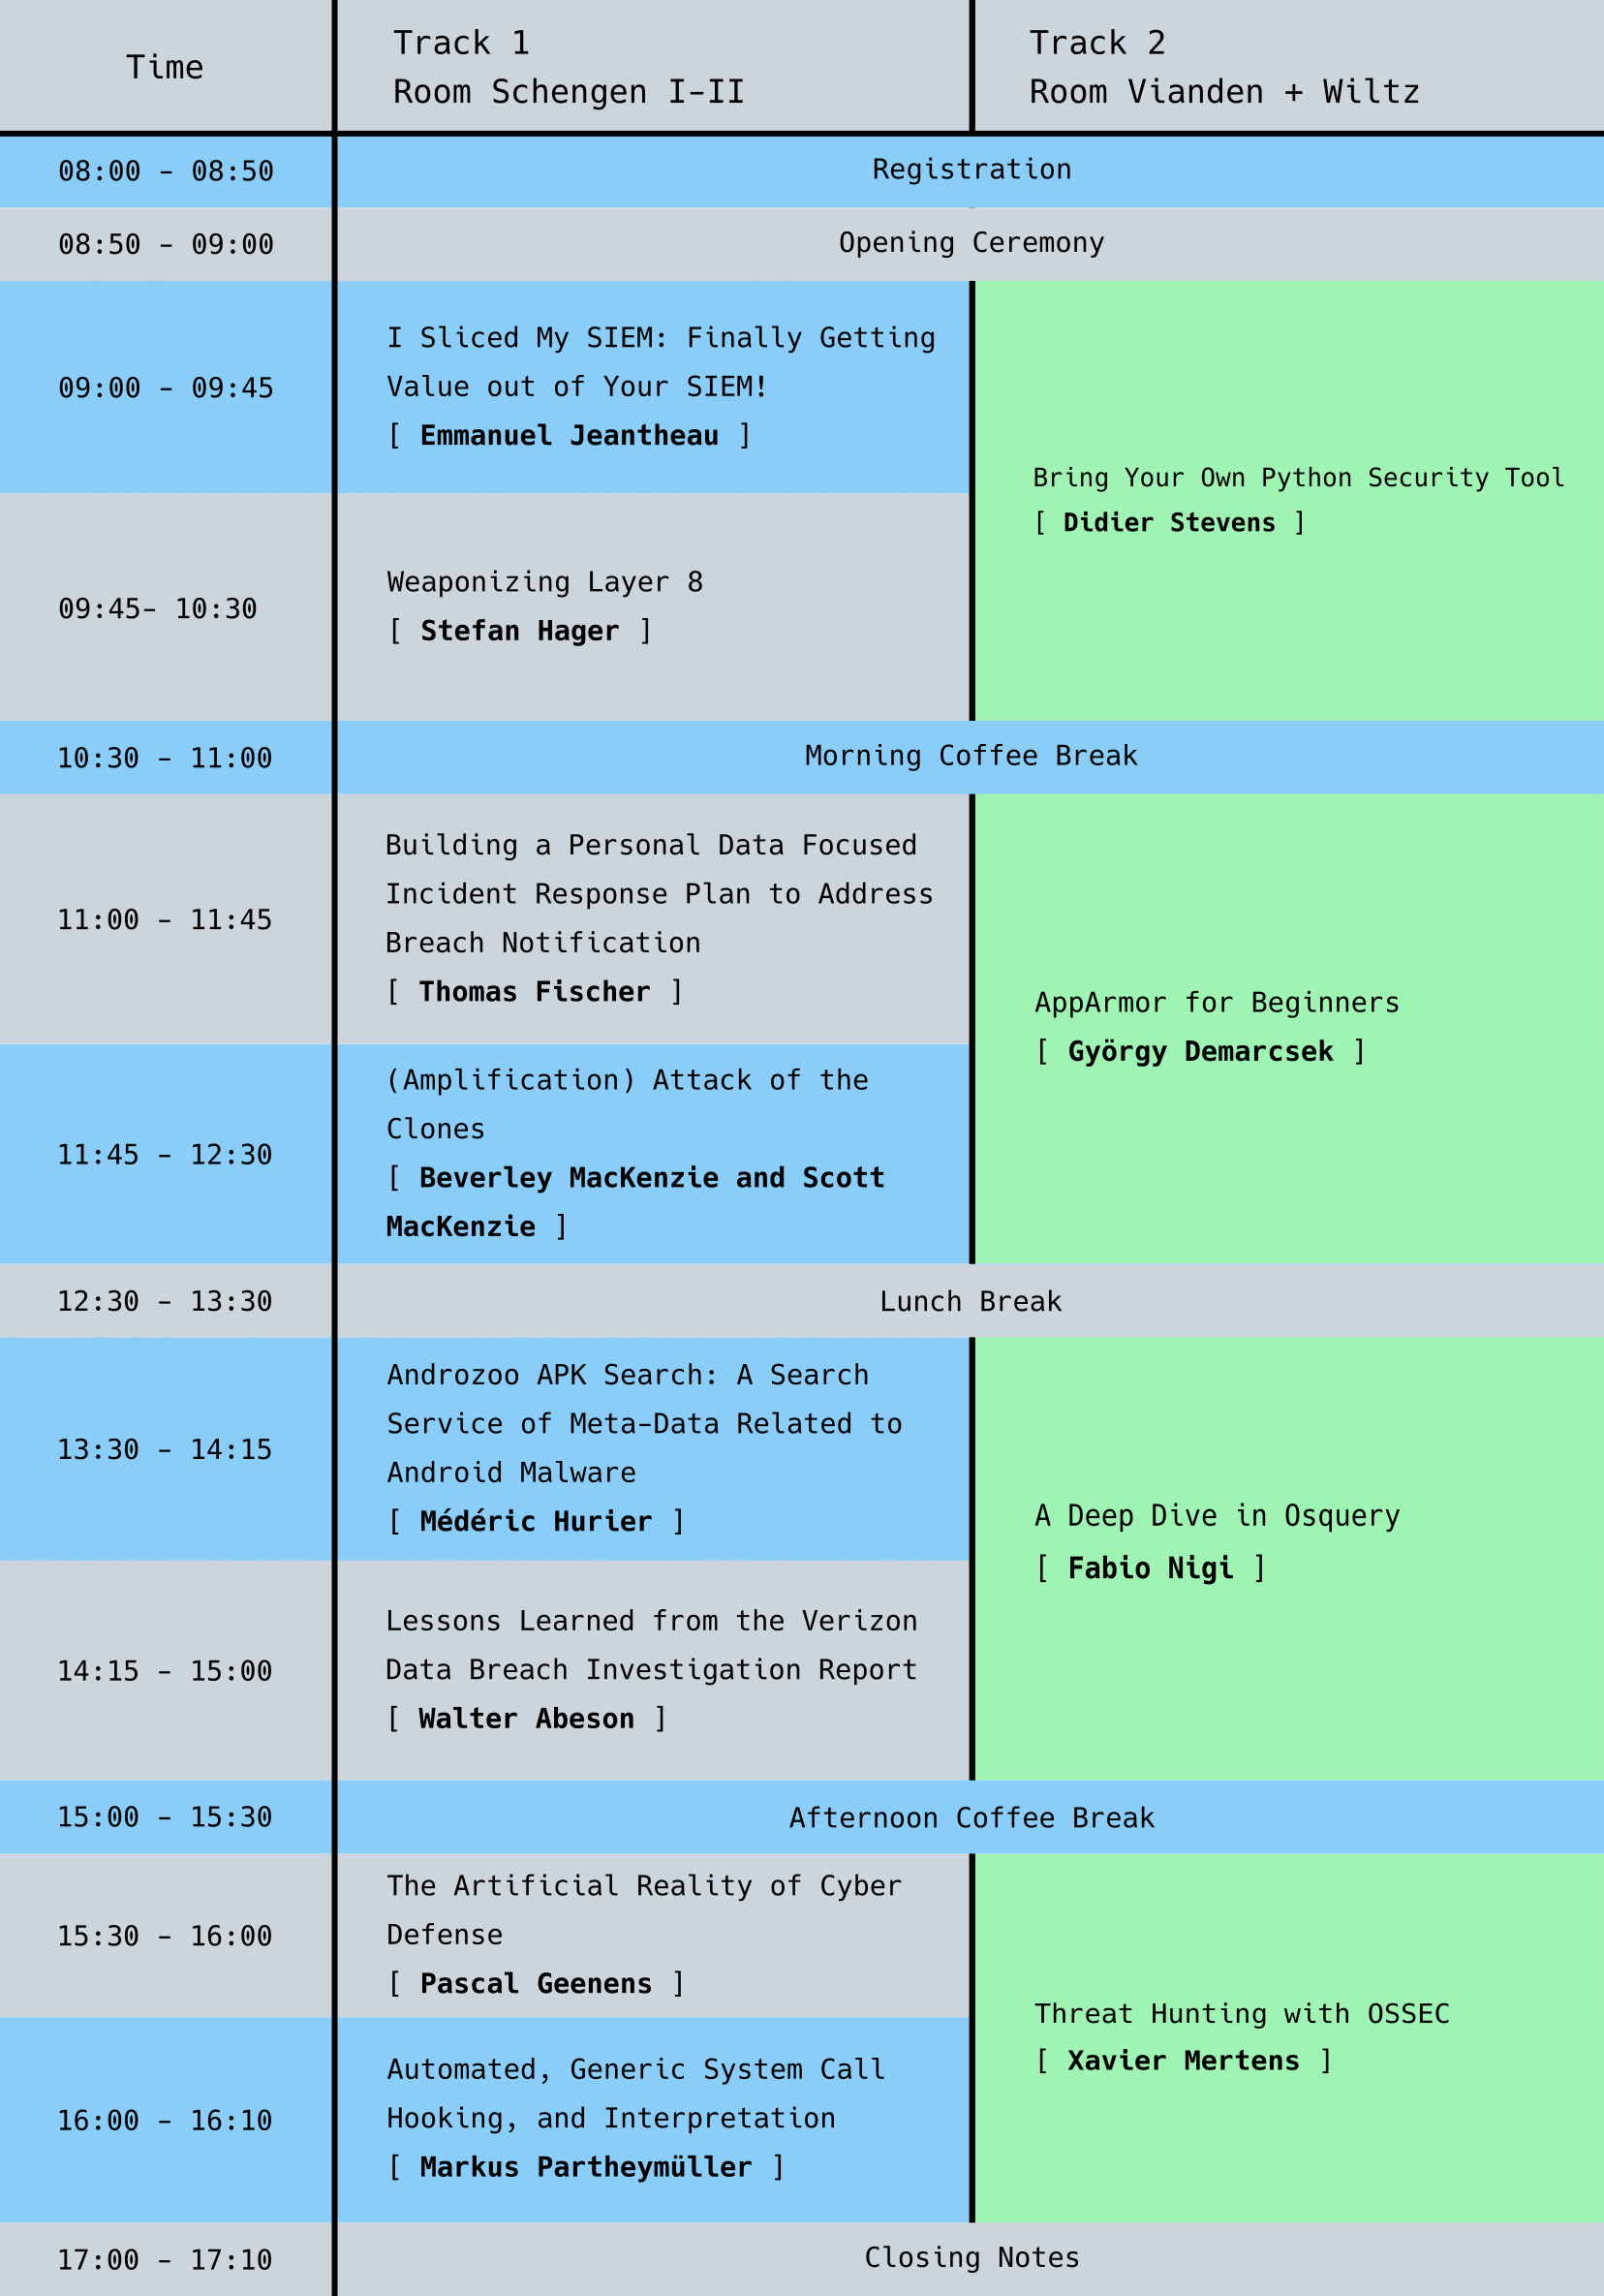 Time
Track 1
Room Schengen I-II
Track 2
Room Vianden + Wiltz
08:00 - 08:50
Registration
08:50 - 09:00
Opening Ceremony
09:00 - 09:45
I Sliced My SIEM: Finally Getting
Value out of Your SIEM!
[ Emmanuel Jeantheau ]
Bring Your Own Python Security Tool
[ Didier Stevens ]
09:45- 10:30
Weaponizing Layer 8
[ Stefan Hager ]
10:30 - 11:00
Morning Coffee Break
11:00 - 11:45
Building a Personal Data Focused
Incident Response Plan to Address
Breach Notification
[ Thomas Fischer ]
AppArmor for Beginners
[ György Demarcsek ]
11:45 - 12:30
(Amplification) Attack of the
Clones
[ Beverley MacKenzie and Scott
MacKenzie ]
12:30 - 13:30
Lunch Break
13:30 - 14:15
Androzoo APK Search: A Search
Service of Meta-Data Related to
Android Malware
[ Médéric Hurier ]
A Deep Dive in Osquery
[ Fabio Nigi ]
14:15 - 15:00
Lessons Learned from the Verizon
Data Breach Investigation Report
[ Walter Abeson ]
15:00 - 15:30
Afternoon Coffee Break
15:30 - 16:00
The Artificial Reality of Cyber
Defense
[ Pascal Geenens ]
Threat Hunting with OSSEC
[ Xavier Mertens ]
16:00 - 16:10
Automated, Generic System Call
Hooking, and Interpretation
[ Markus Partheymüller ]
17:00 - 17:10
Closing Notes